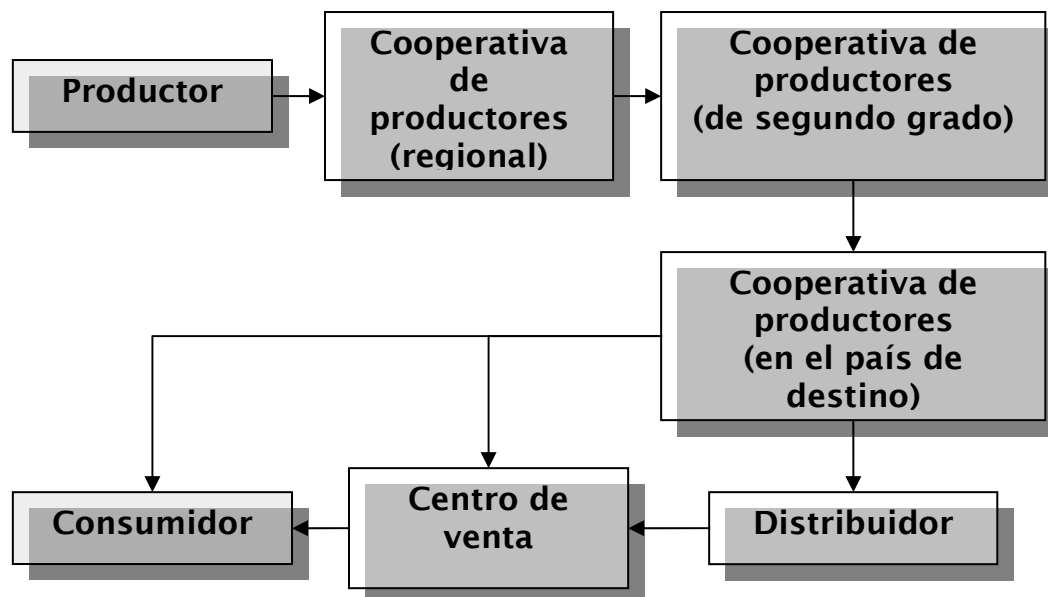 Productor
Cooperativa
de
productores
(regional)
Cooperativa de
productores
(de segundo grado)
Cooperativa de
productores
(en el país de
destino)
Consumidor
Centro de
venta
Distribuidor